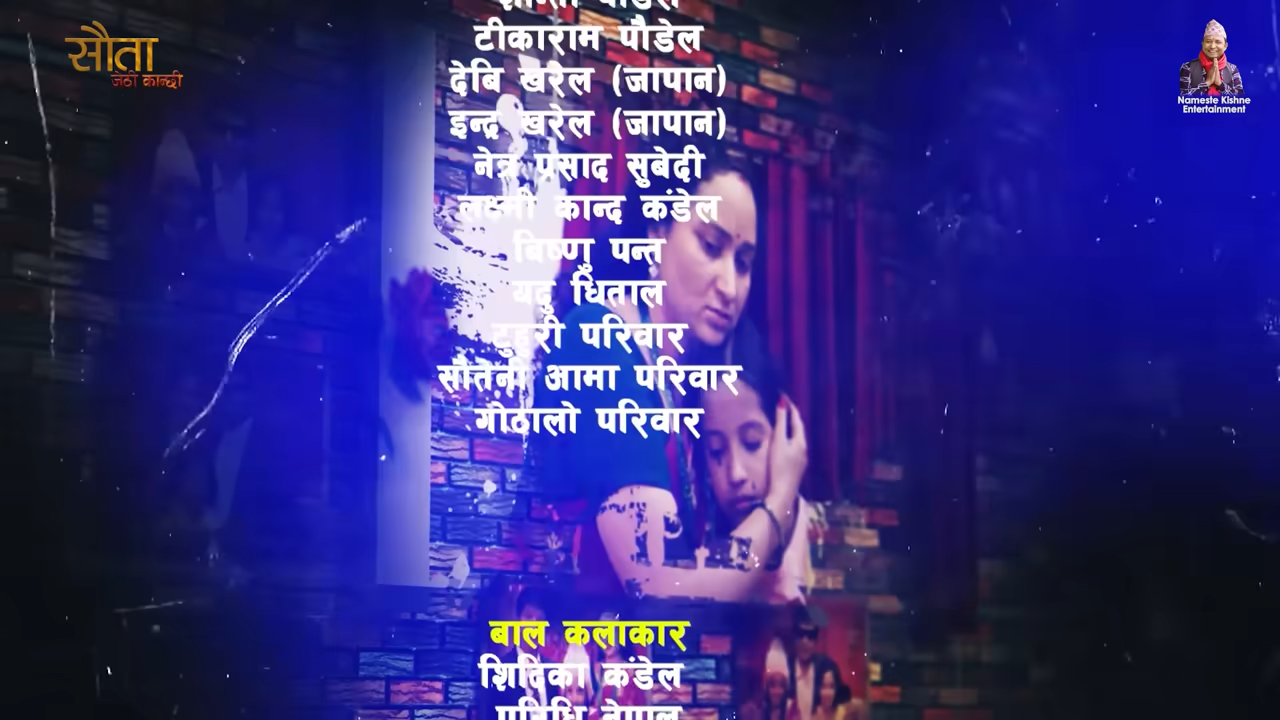 सौता
जेठी कान्छी
Nameste Kishne
Entertainment
टीकाराम पौडेल
देबि खरेल (जापान)
इन्द्र खरेल (जापान)
नेत्र प्रसाद सुबेदी
लक्ष्मी कान्द कंडेल
बिष्णु पन्त
यदु धिताल
टुहुरी परिवार
सौतेनी आमा परिवार
गोठालो परिवार
बाल कलाकार
कंडेल